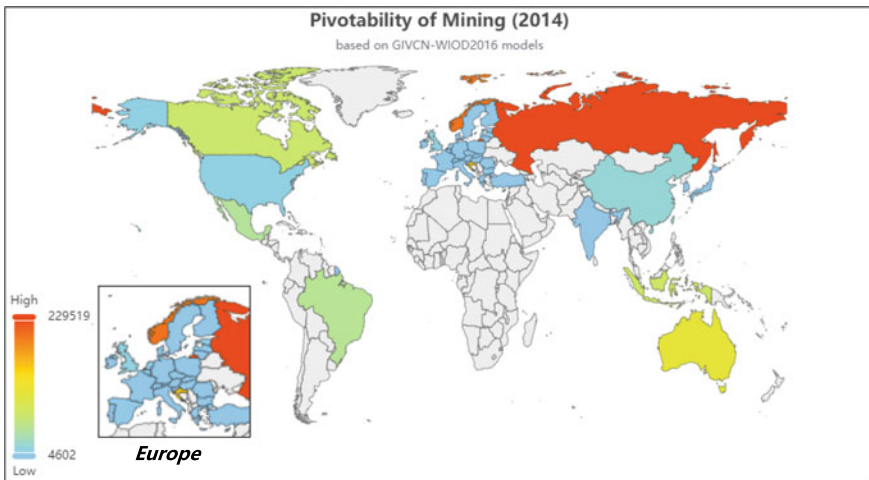 Pivotability of Mining (2014)
based on GIVCN-WIOD2016 models
High
229519
4602
Low
Europe